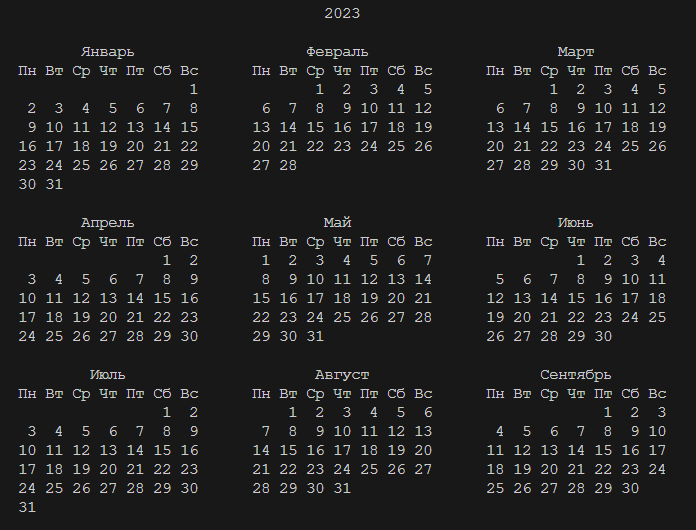 2023
Январь Февраль Март
Пн Вт Ср Чт Пт Сб Вс Пн Вт Ср Чт Пт Сб Вс Пн Вт Ср Чт Пт Сб Вс
1 1 2 3 4 5 1 2 3 4 5
2 3 4 5 6 7 8 6 7 8 9 10 11 12 6 7 8 9 10 11 12
9 10 11 12 13 14 15 13 14 15 16 17 18 19 13 14 15 16 17 18 19
16 17 18 19 20 21 22 20 21 22 23 24 25 26 20 21 22 23 24 25 26
23 24 25 26 27 28 29 27 28 27 28 29 30 31
30 31
Апрель Май Июнь
Пн Вт Ср Чт Пт Сб Вс Пн Вт Ср Чт Пт Сб Вс Пн Вт Ср Чт Пт Сб Вс
1 2 1 2 3 4 5 6 7 1 2 3 4
3 4 5 6 7 8 9 8 9 10 11 12 13 14 5 6 7 8 9 10 11
10 11 12 13 14 15 16 15 16 17 18 19 20 21 12 13 14 15 16 17 18
17 18 19 20 21 22 23 22 23 24 25 26 27 28 19 20 21 22 23 24 25
24 25 26 27 28 29 30 29 30 31 26 27 28 29 30
Июль Август Сентябрь
Пн Вт Ср Чт Пт Сб Вс Пн Вт Ср Чт Пт Сб Вс Пн Вт Ср Чт Пт Сб Вс
1 2 1 2 3 4 5 6 1 2 3
3 4 5 6 7 8 9 7 8 9 10 11 12 13 4 5 6 7 8 9 10
10 11 12 13 14 15 16 14 15 16 17 18 19 20 11 12 13 14 15 16 17
17 18 19 20 21 22 23 21 22 23 24 25 26 27 18 19 20 21 22 23 24
24 25 26 27 28 29 30 28 29 30 31 25 26 27 28 29 30
31